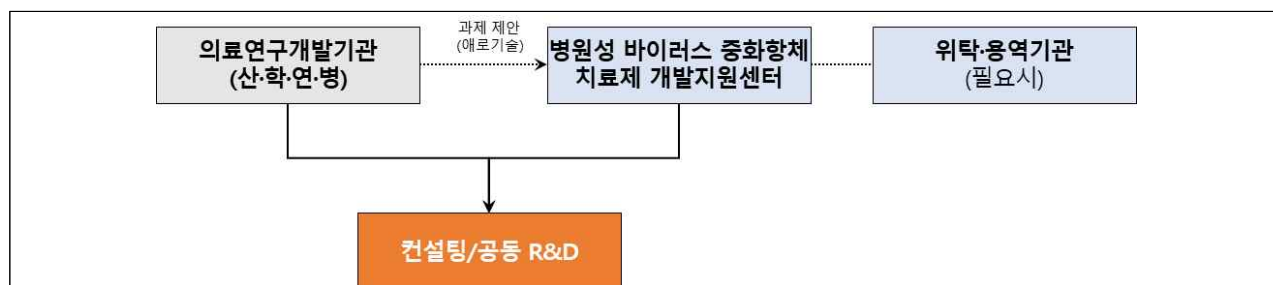 의료연구개발기관
(산·학·연·병)
과제 제안
(애로기술)
병원성 바이러스 중화항체
치료제 개발지원센터
위탁·용역기관
(필요시)
컨설팅/공동 R&D